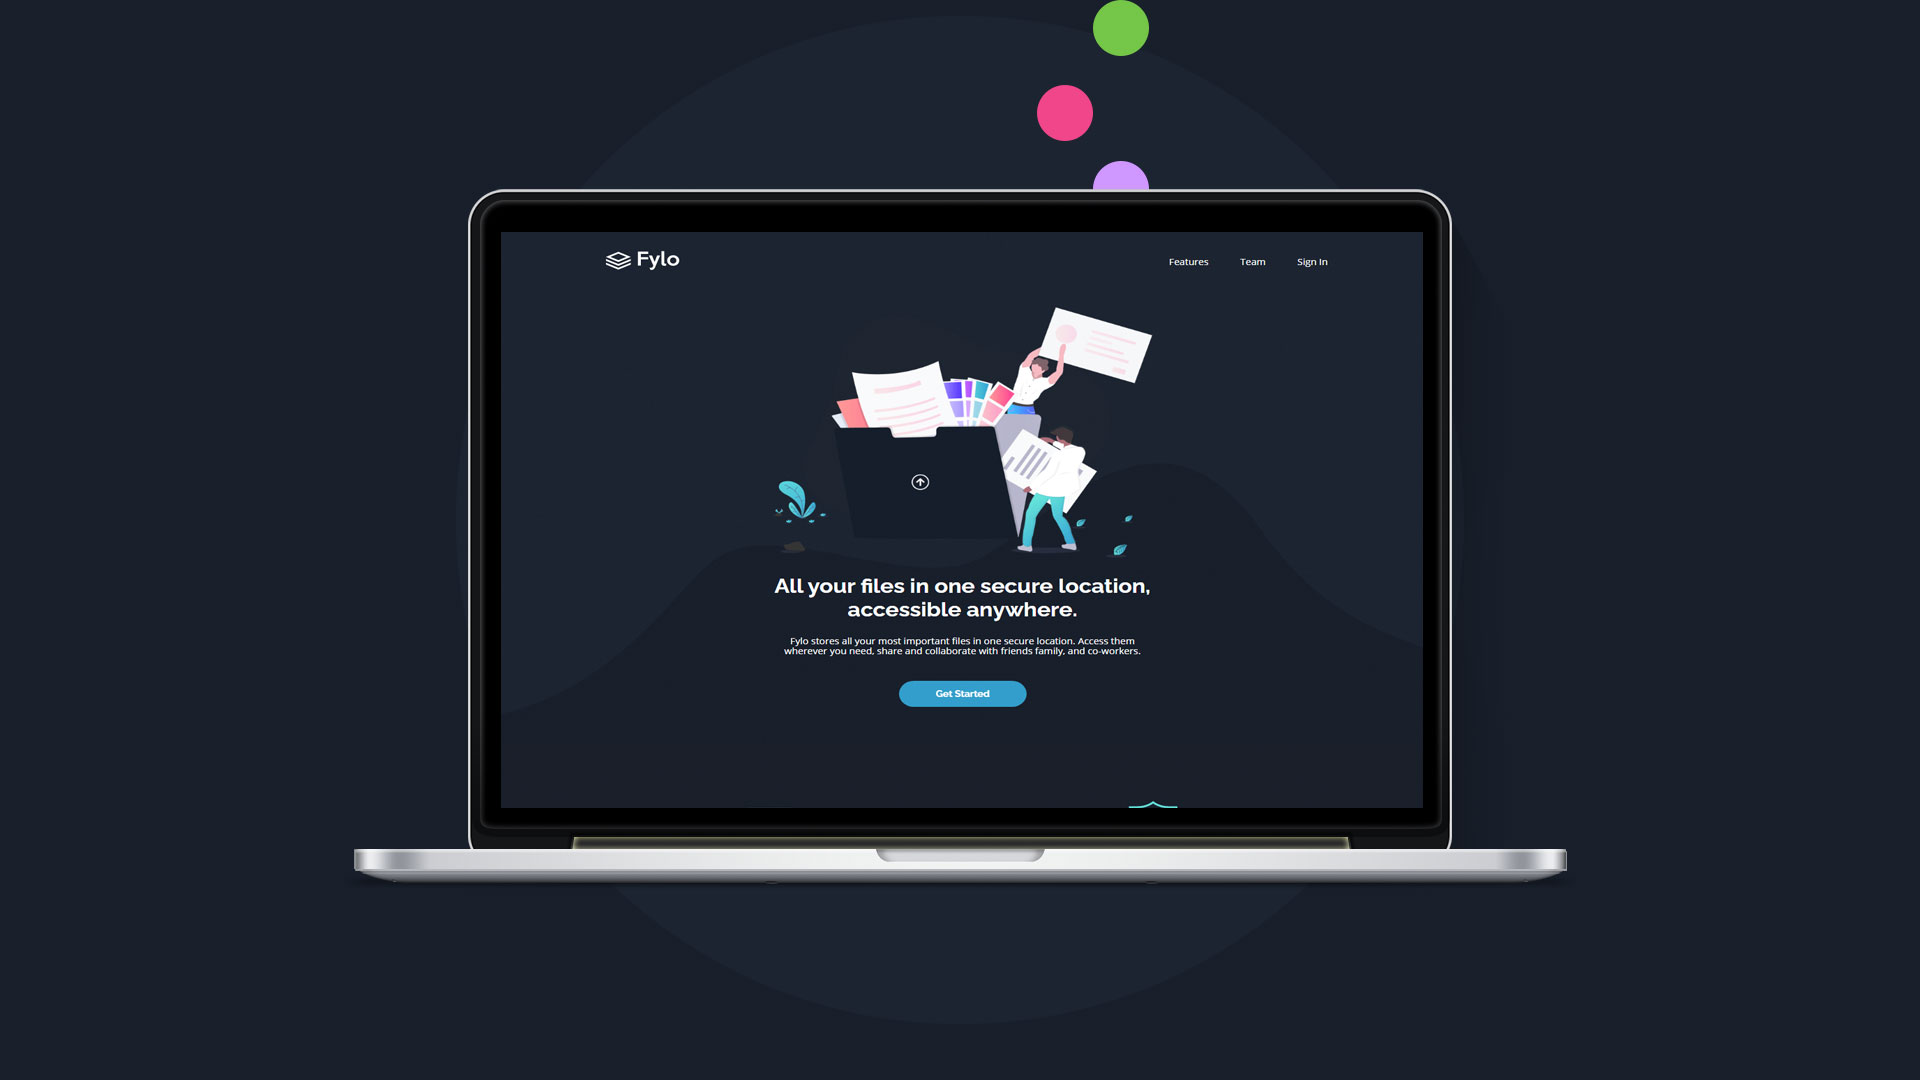 Fylo
Features Team Sign In
All your files in one secure location,
accessible anywhere.
Fylo stores all your most important files in one secure location. Access them
wherever you need, share and collaborate with friends family, and co-workers.
Get Started